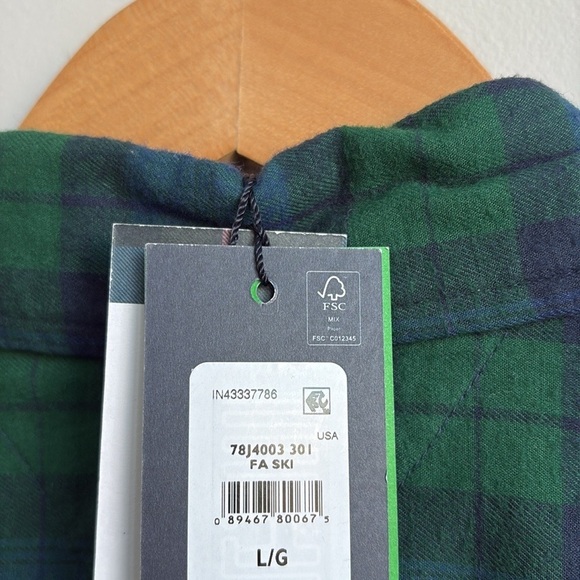 FSC
MIX
Paper
FSC® C012345
IN43337786
USA
78J4003 301
FA SKI
0 89467 80067 5
L/G